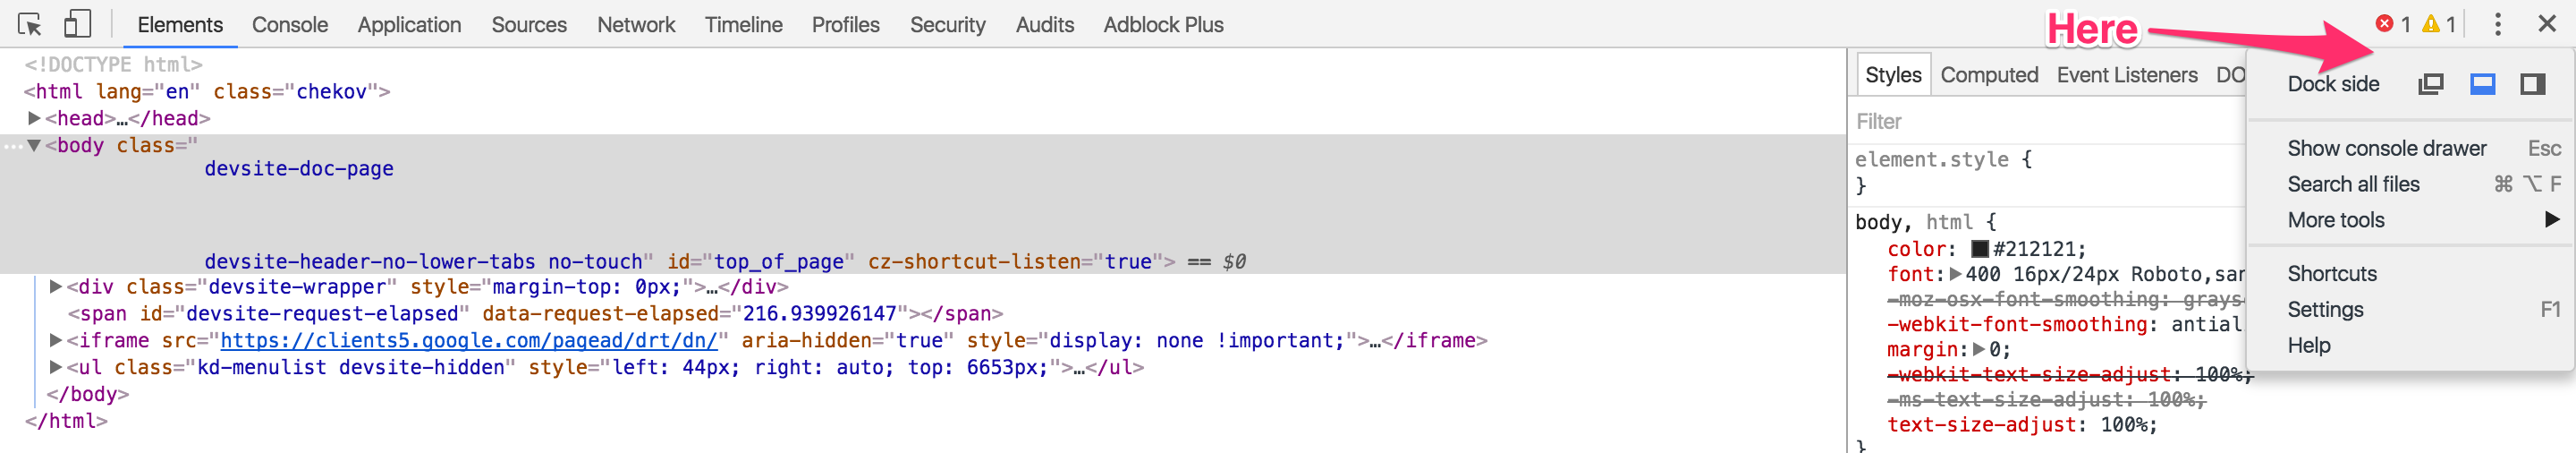 Elements Console Application Sources Network Timeline Profiles Security Audits Adblock Plus
Here
1 1
<!DOCTYPE html>
<html lang="en" class="chekov">
<head>…</head>
<body class="
devsite-doc-page
devsite-header-no-lower-tabs no-touch" id="top_of_page" cz-shortcut-listen="true"> == $0
<div class="devsite-wrapper" style="margin-top: 0px;">…</div>
<span id="devsite-request-elapsed" data-request-elapsed="216.939926147"></span>
<iframe src="https://clients5.google.com/pagead/drt/dn/" aria-hidden="true" style="display: none !important;">…</iframe>
<ul class="kd-menulist devsite-hidden" style="left: 44px; right: auto; top: 6653px;">…</ul>
</body>
</html>
Styles Computed Event Listeners DO
Filter
element.style {
}
body, html {
color: #212121;
font: 400 16px/24px Roboto,san
-moz-osx-font-smoothing: grays
-webkit-font-smoothing: antial
margin: 0;
-webkit-text-size-adjust: 100%;
-ms-text-size-adjust: 100%;
text-size-adjust: 100%;
}
Dock side
Show console drawer Esc
Search all files ⌘ ⌥ F
More tools
Shortcuts
Settings F1
Help